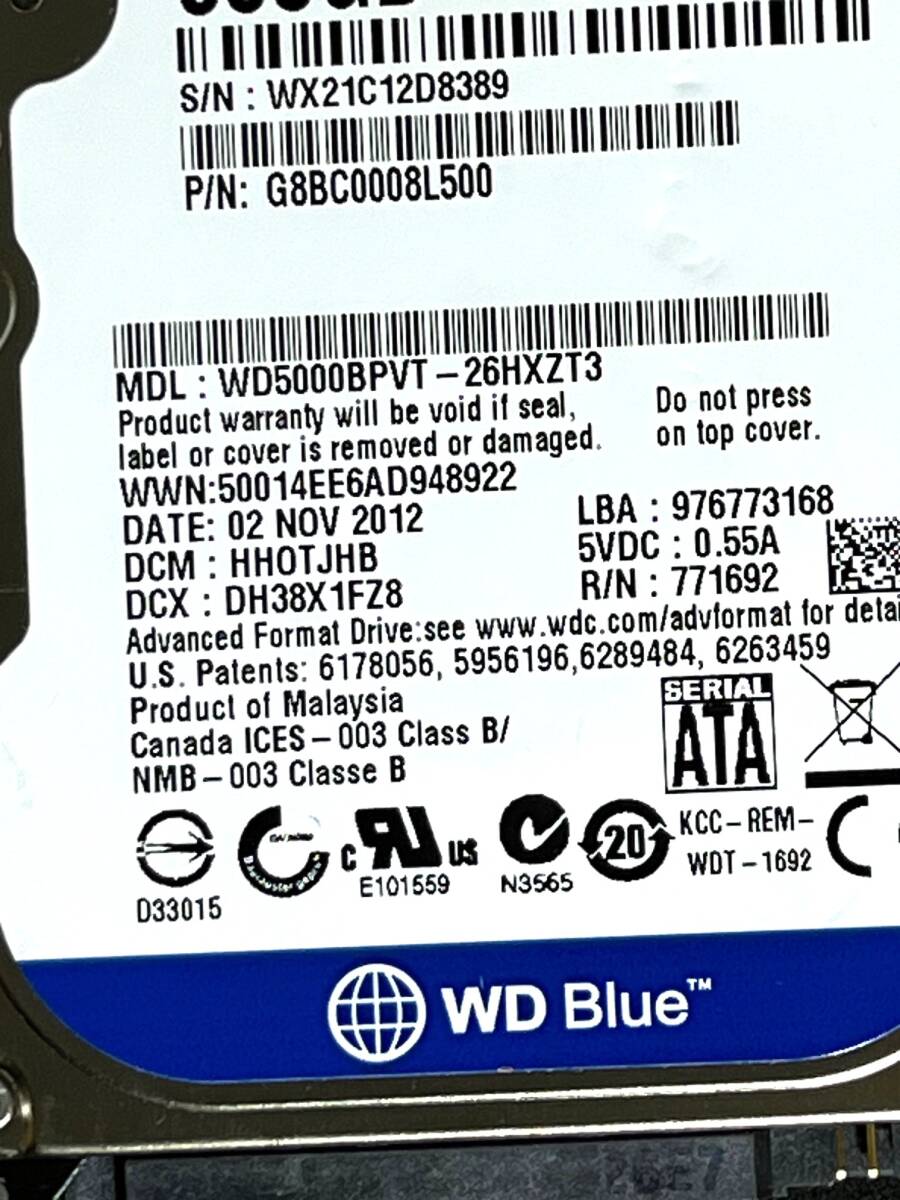 S/N : WX21C12D8389
P/N: G8BC0008L500
MDL : WD5000BPVT – 26HXZT3
Product warranty will be void if seal,
label or cover is removed or damaged.
Do not press
on top cover.
WWN:50014EE6AD948922
DATE: 02 NOV 2012
DCM : HHOTJHB
DCX : DH38X1FZ8
LBA : 976773168
5VDC : 0.55A
R/N : 771692
Advanced Format Drive:see www.wdc.com/advformat for detai
U.S. Patents: 6178056, 5956196,6289484, 6263459
Product of Malaysia
Canada ICES – 003 Class B/
NMB – 003 Classe B
SERIAL
ATA
D33015
C
US
E101559
N3565
20
KCC – REM –
WDT – 1692
WD Blue™